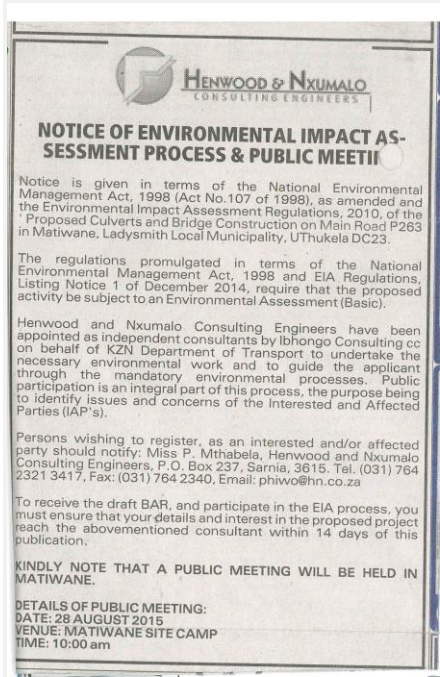 HENWOOD & NXUMALO
CONSULTING ENGINEERS
NOTICE OF ENVIRONMENTAL IMPACT AS-
SESSMENT PROCESS & PUBLIC MEETIN
Notice is given in terms of the National Environmental
Management Act, 1998 (Act No.107 of 1998), as amended and
the Environmental Impact Assessment Regulations, 2010, of the
' Proposed Culverts and Bridge Construction on Main Road P263
in Matiwane, Ladysmith Local Municipality, UThukela DC23.
The regulations promulgated in terms of the National
Environmental Management Act, 1998 and EIA Regulations,
Listing Notice 1 of December 2014, require that the proposed
activity be subject to an Environmental Assessment (Basic).
Henwood and Nxumalo Consulting Engineers have been
appointed as independent consultants by Ibhongo Consulting cc
on behalf of KZN Department of Transport to undertake the
necessary environmental work and to guide the applicant
through the mandatory environmental processes. Public
participation is an integral part of this process, the purpose being
to identify issues and concerns of the Interested and Affected
Parties (IAP's).
Persons wishing to register, as an interested and/or affected
party should notify: Miss P. Mthabela, Henwood and Nxumalo
Consulting Engineers, P.O. Box 237, Sarnia, 3615. Tel. (031) 764
2321 3417, Fax: (031) 764 2340, Email: phiwo@hn.co.za
To receive the draft BAR, and participate in the EIA process, you
must ensure that your details and interest in the proposed project
reach the abovementioned consultant within 14 days of this
publication.
KINDLY NOTE THAT A PUBLIC MEETING WILL BE HELD IN
MATIWANE.
DETAILS OF PUBLIC MEETING:
DATE: 28 AUGUST 2015
VENUE: MATIWANE SITE CAMP
TIME: 10:00 am